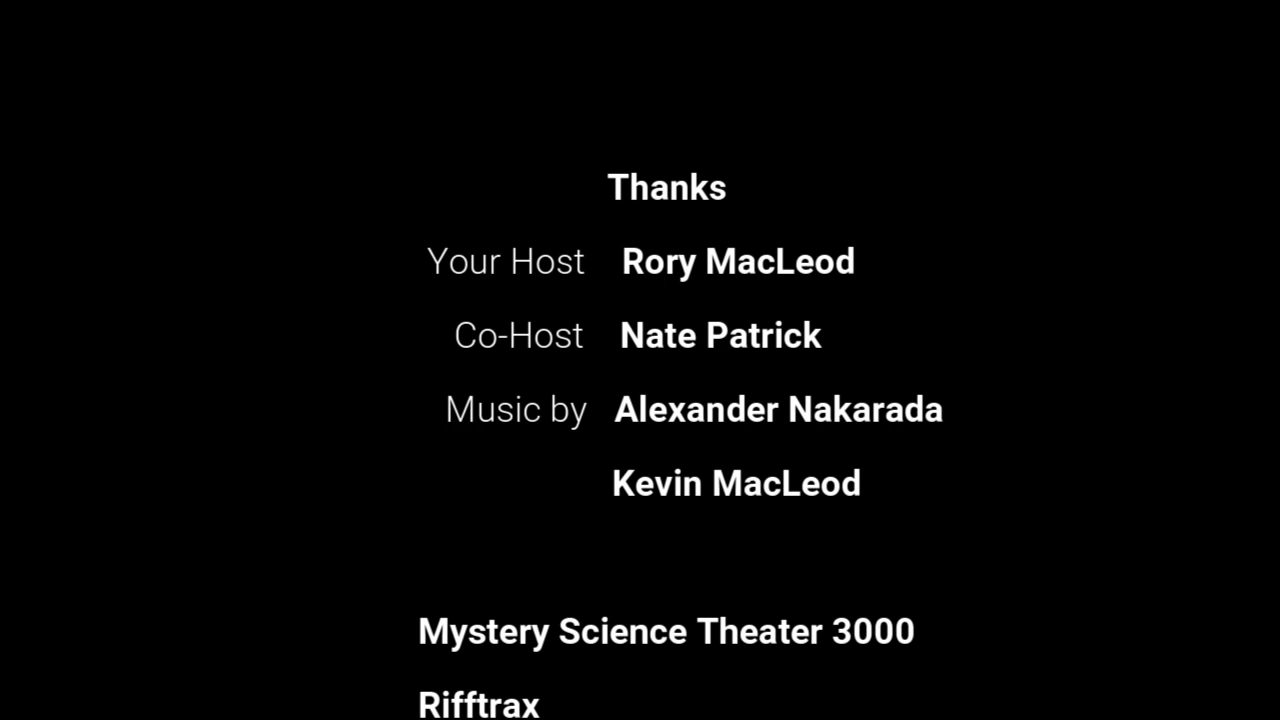 Thanks
Your Host Rory MacLeod
Co-Host Nate Patrick
Music by Alexander Nakarada
Kevin MacLeod
Mystery Science Theater 3000
Rifftrax